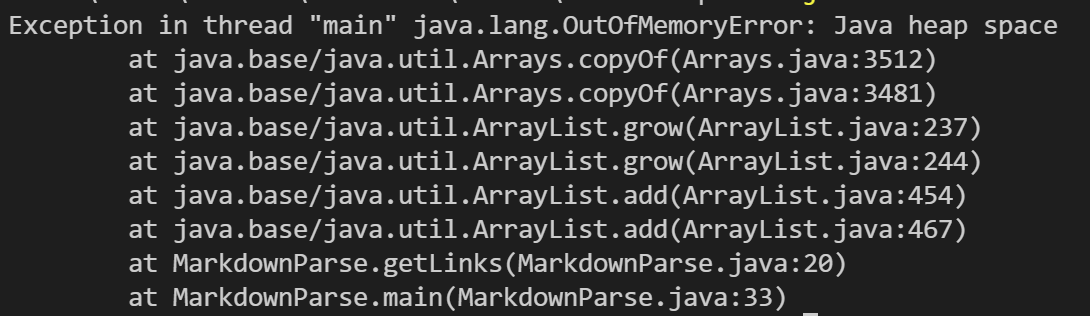 Exception in thread "main" java.lang.OutOfMemoryError: Java heap space
at java.base/java.util.Arrays.copyOf(Arrays.java:3512)
at java.base/java.util.Arrays.copyOf(Arrays.java:3481)
at java.base/java.util.ArrayList.grow(ArrayList.java:237)
at java.base/java.util.ArrayList.grow(ArrayList.java:244)
at java.base/java.util.ArrayList.add(ArrayList.java:454)
at java.base/java.util.ArrayList.add(ArrayList.java:467)
at MarkdownParse.getLinks(MarkdownParse.java:20)
at MarkdownParse.main(MarkdownParse.java:33)